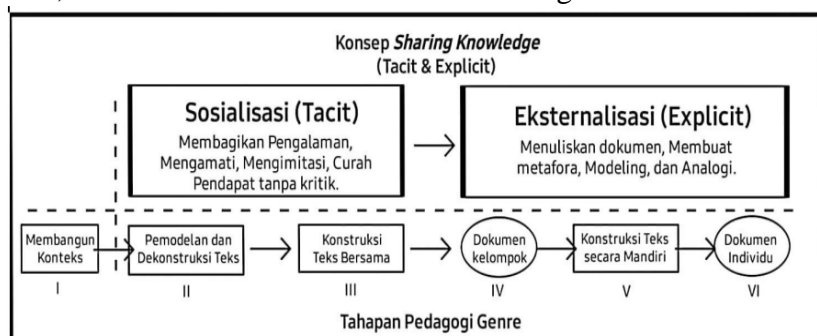 Konsep Sharing Knowledge
(Tacit & Explicit)
Sosialisasi (Tacit)
Membagikan Pengalaman,
Mengamati, Mengimitasi, Curah
Pendapat tanpa kritik.
Eksternalisasi (Explicit)
Menuliskan dokumen, Membuat
metafora, Modeling, dan Analogi.
Membangun
Konteks
I
Pemodelan dan
Dekonstruksi Teks
II
Konstruksi
Teks Bersama
III
Dokumen
kelompok
IV
Konstruksi Teks
secara Mandiri
V
Dokumen
Individu
VI
Tahapan Pedagogi Genre